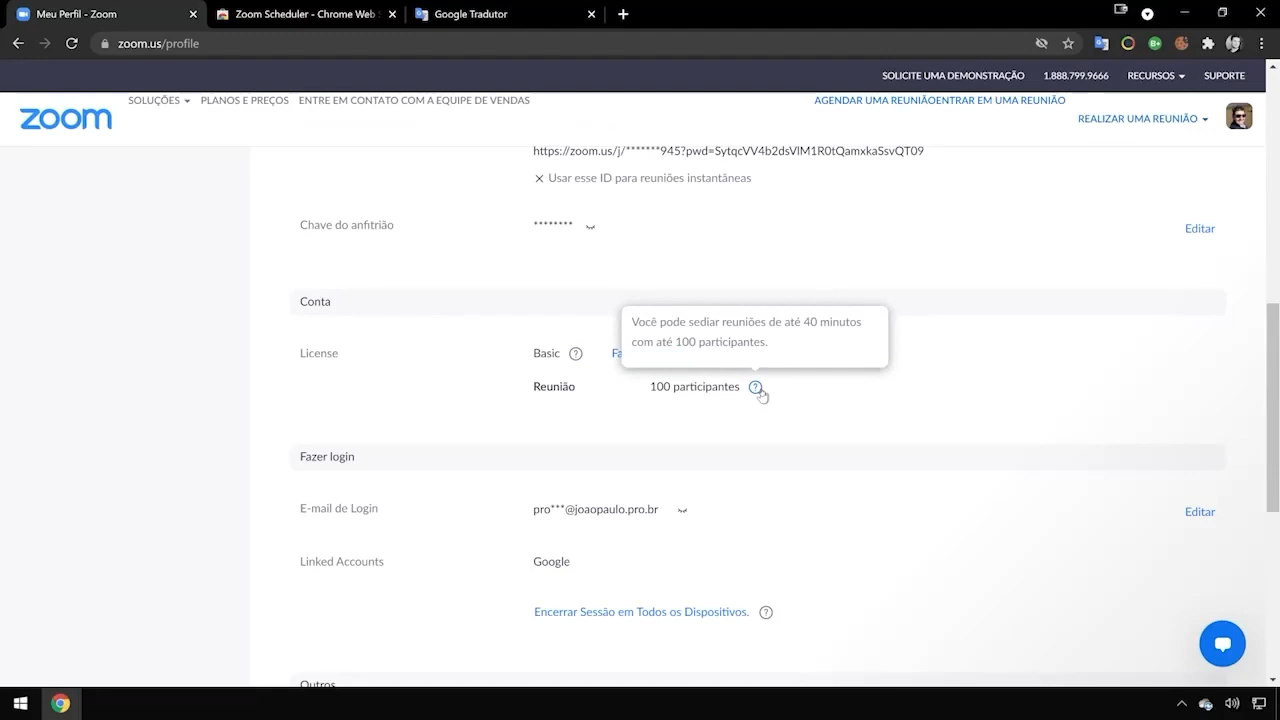 Meu Perfil - Zoom
Zoom Scheduler - Chrome Web
Google Tradutor
zoom.us/profile
SOLICITE UMA DEMONSTRAÇÃO
1.888.799.9666
RECURSOS
SUPORTE
zoom
SOLUÇÕES
PLANOS E PREÇOS
ENTRE EM CONTATO COM A EQUIPE DE VENDAS
AGENDAR UMA REUNIÃO
ENTRAR EM UMA REUNIÃO
REALIZAR UMA REUNIÃO
https://zoom.us/j/*******945?pwd=SytqcVV4b2dsVlM1R0tQamxkaSsvQT09
Usar esse ID para reuniões instantâneas
Chave do anfitrião
********
Editar
Conta
Você pode sediar reuniões de até 40 minutos
com até 100 participantes.
License
Basic
Reunião
100 participantes
Fazer login
E-mail de Login
pro***@joaopaulo.pro.br
Editar
Linked Accounts
Google
Encerrar Sessão em Todos os Dispositivos.
Outros